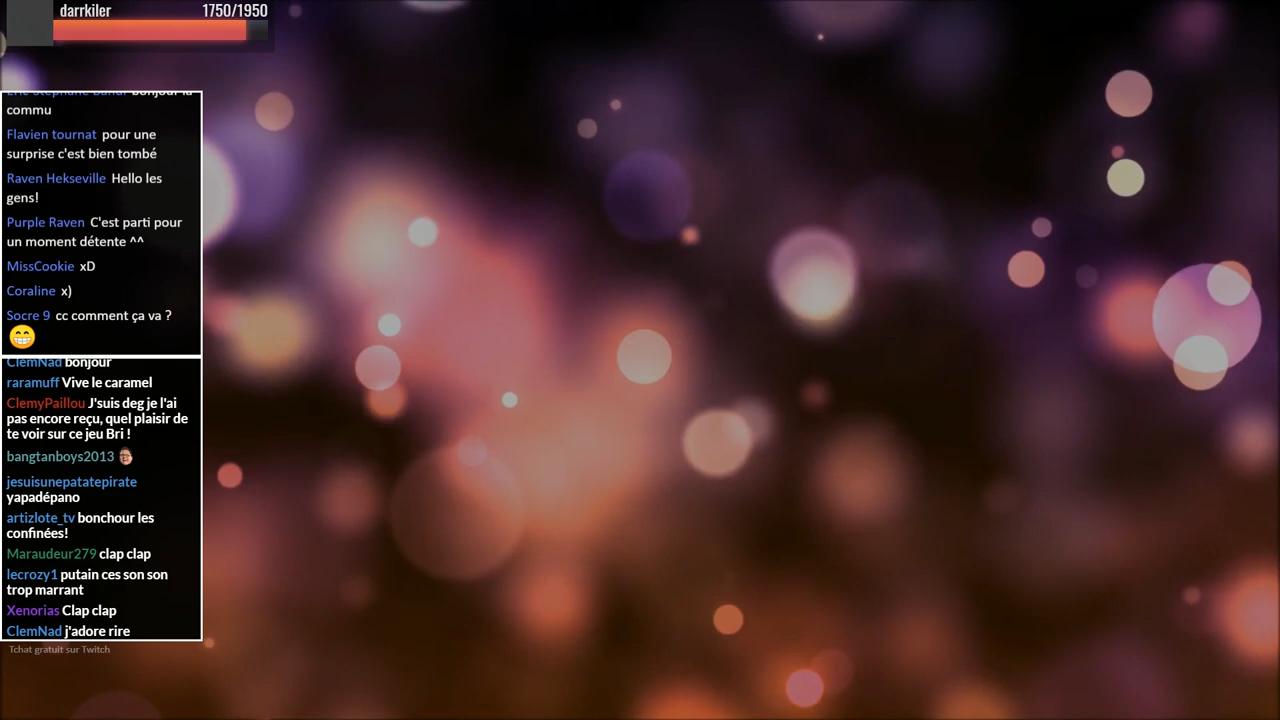 darrkiler 1750/1950
commu
Flavien tournat pour une
surprise c'est bien tombé
Raven Hekseville Hello les
gens!
Purple Raven C'est parti pour
un moment détente ^^
MissCookie xD
Coraline x)
Socre 9 cc comment ça va ?
ClemNad bonjour
raramuff Vive le caramel
ClemyPaillou J'suis deg je l'ai
pas encore reçu, quel plaisir de
te voir sur ce jeu Bri !
bangtanboys2013
jesuisunepatatepirate
yapadépano
artizlote_tv bonchour les
confinées!
Maraudeur279 clap clap
lecrozy1 putain ces son son
trop marrant
Xenorias Clap clap
ClemNad j'adore rire
Tchat gratuit sur Twitch